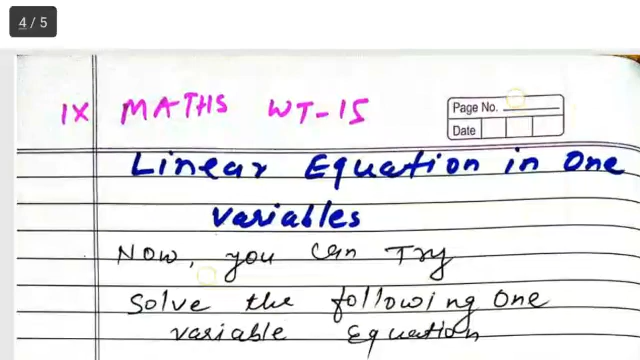 4 / 5
IX MATHS WT-15
Page No.
Date
Linear Equation in One
variables
Now, you can Try
Solve the following One
variable Equation